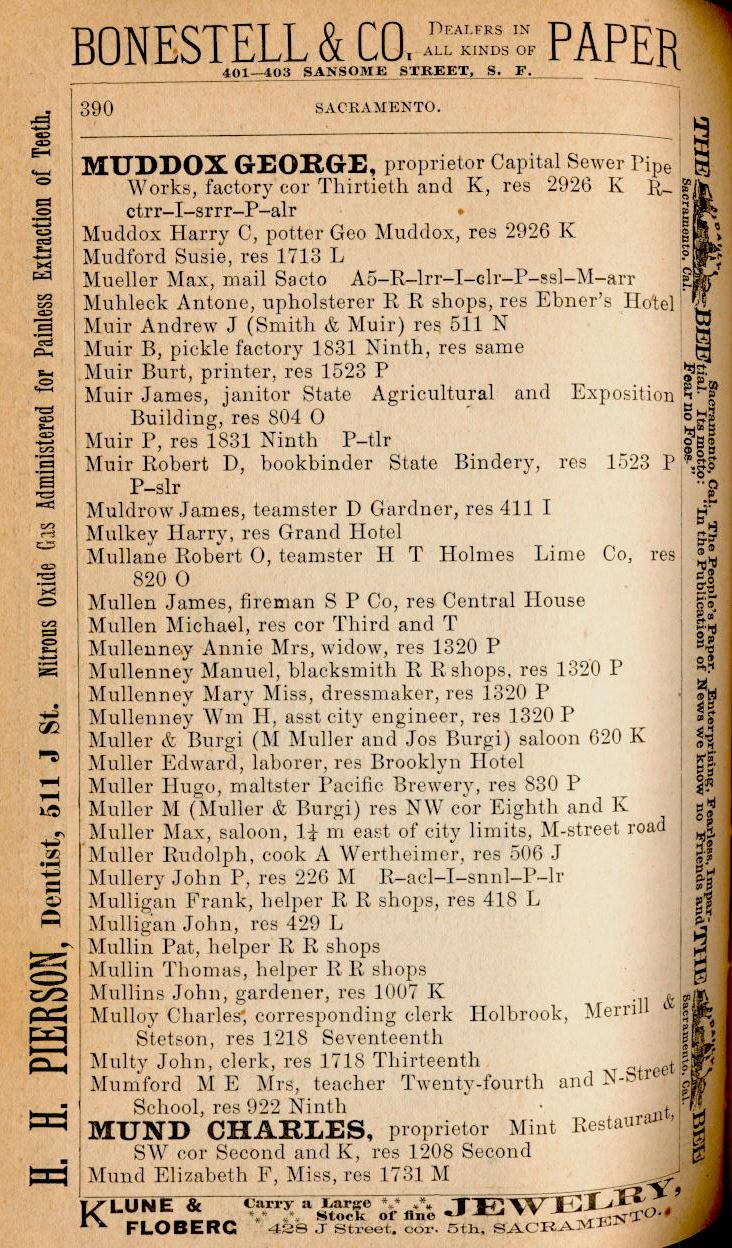 BONESTELL & CO. DEALERS IN ALL KINDS OF PAPER
401—403 SANSOME STREET, S. F.
390 SACRAMENTO.
MUDDOX GEORGE, proprietor Capital Sewer Pipe
Works, factory cor Thirtieth and K, res 2926 K R–
ctrr–I–srrr–P–alr
Muddox Harry C, potter Geo Muddox, res 2926 K
Mudford Susie, res 1713 L
Mueller Max, mail Sacto A5–R–lrr–I–clr–P–ssl–M–arr
Muhleck Antone, upholsterer R R shops, res Ebner's Hotel
Muir Andrew J (Smith & Muir) res 511 N
Muir B, pickle factory 1831 Ninth, res same
Muir Burt, printer, res 1523 P
Muir James, janitor State Agricultural and Exposition
Building, res 804 O
Muir P, res 1831 Ninth P–tlr
Muir Robert D, bookbinder State Bindery, res 1523 P
P–slr
Muldrow James, teamster D Gardner, res 411 I
Mulkey Harry, res Grand Hotel
Mullane Robert O, teamster H T Holmes Lime Co, res
820 O
Mullen James, fireman S P Co, res Central House
Mullen Michael, res cor Third and T
Mullenney Annie Mrs, widow, res 1320 P
Mullenney Manuel, blacksmith R R shops, res 1320 P
Mullenney Mary Miss, dressmaker, res 1320 P
Mullenney Wm H, asst city engineer, res 1320 P
Muller & Burgi (M Muller and Jos Burgi) saloon 620 K
Muller Edward, laborer, res Brooklyn Hotel
Muller Hugo, maltster Pacific Brewery, res 830 P
Muller M (Muller & Burgi) res NW cor Eighth and K
Muller Max, saloon, 1¼ m east of city limits, M-street road
Muller Rudolph, cook A Wertheimer, res 506 J
Mullery John P, res 226 M R–acl–I–snnl–P–lr
Mulligan Frank, helper R R shops, res 418 L
Mulligan John, res 429 L
Mullin Pat, helper R R shops
Mullin Thomas, helper R R shops
Mullins John, gardener, res 1007 K
Mulloy Charles, corresponding clerk Holbrook, Merrill &
Stetson, res 1218 Seventeenth
Multy John, clerk, res 1718 Thirteenth
Mumford M E Mrs, teacher Twenty-fourth and N-Street
School, res 922 Ninth
MUND CHARLES, proprietor Mint Restaurant,
SW cor Second and K, res 1208 Second
Mund Elizabeth F, Miss, res 1731 M
KLUNE & FLOBERG Carry a Large Stock of fine JEWELRY,
428 J Street, cor. 5th, SACRAMENTO.
H. H. PIERSON, Dentist, 511 J St. Nitrous Oxide Gas Administered for Painless Extraction of Teeth.
THE DAILY BEE
Sacramento, Cal.
Sacramento, Cal. The People's Paper. Enterprising, Fearless, Impar-
tial. Its motto: "In the Publication of News we know no Friends and
Fear no Foes."
THE DAILY BEE
Sacramento, Cal.